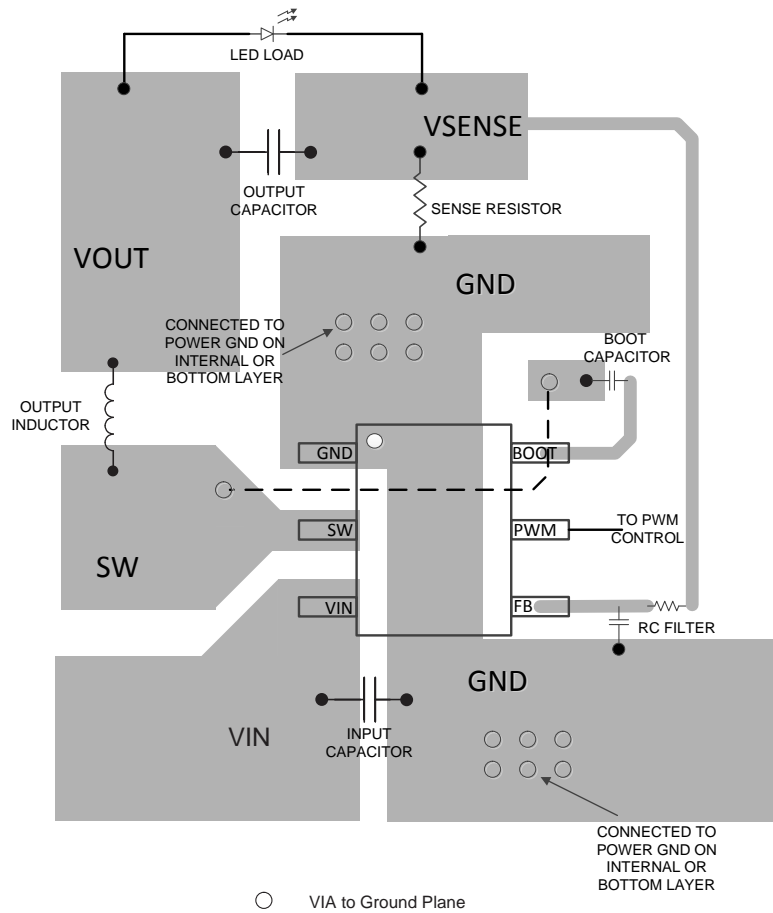 LED LOAD
VSENSE
OUTPUT
CAPACITOR
SENSE RESISTOR
VOUT
GND
CONNECTED TO
POWER GND ON
INTERNAL OR
BOTTOM LAYER
BOOT
CAPACITOR
OUTPUT
INDUCTOR
GND
BOOT
SW
PWM
TO PWM
CONTROL
SW
VIN
FB
RC FILTER
GND
VIN
INPUT
CAPACITOR
CONNECTED TO
POWER GND ON
INTERNAL OR
BOTTOM LAYER
VIA to Ground Plane